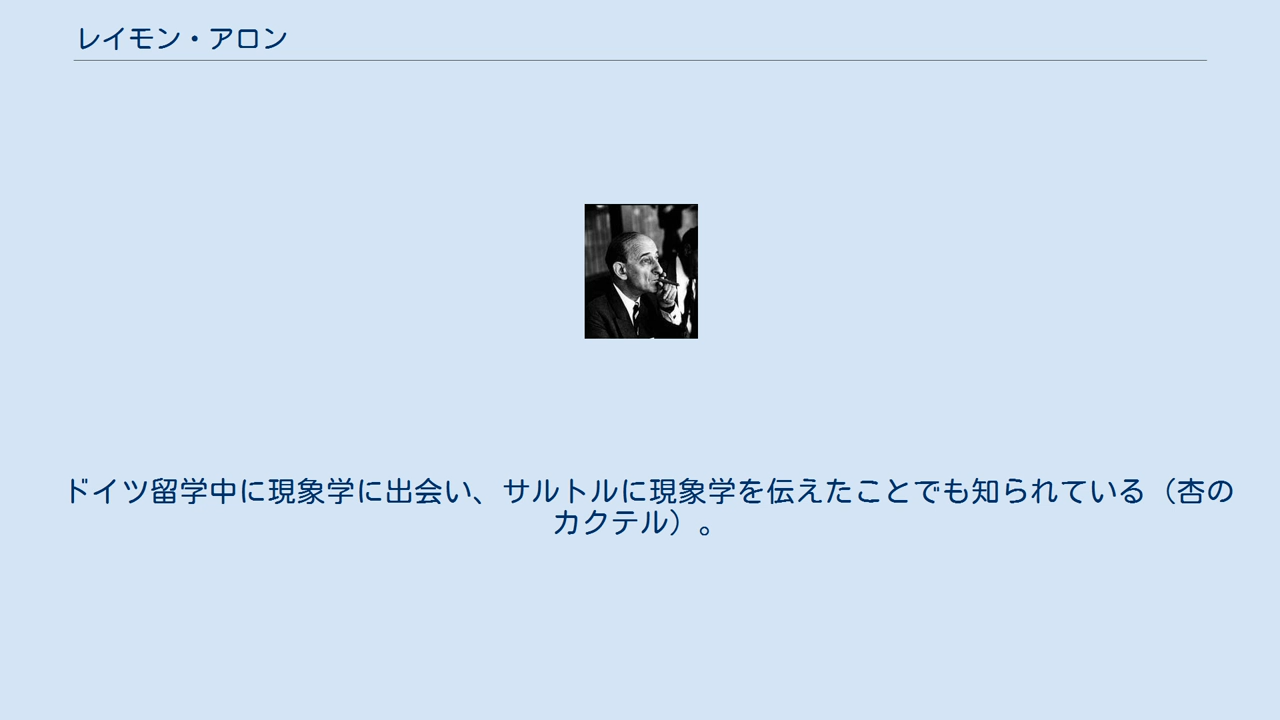 レイモン・アロン
ドイツ留学中に現象学に出会い、サルトルに現象学を伝えたことでも知られている（杏の
カクテル）。